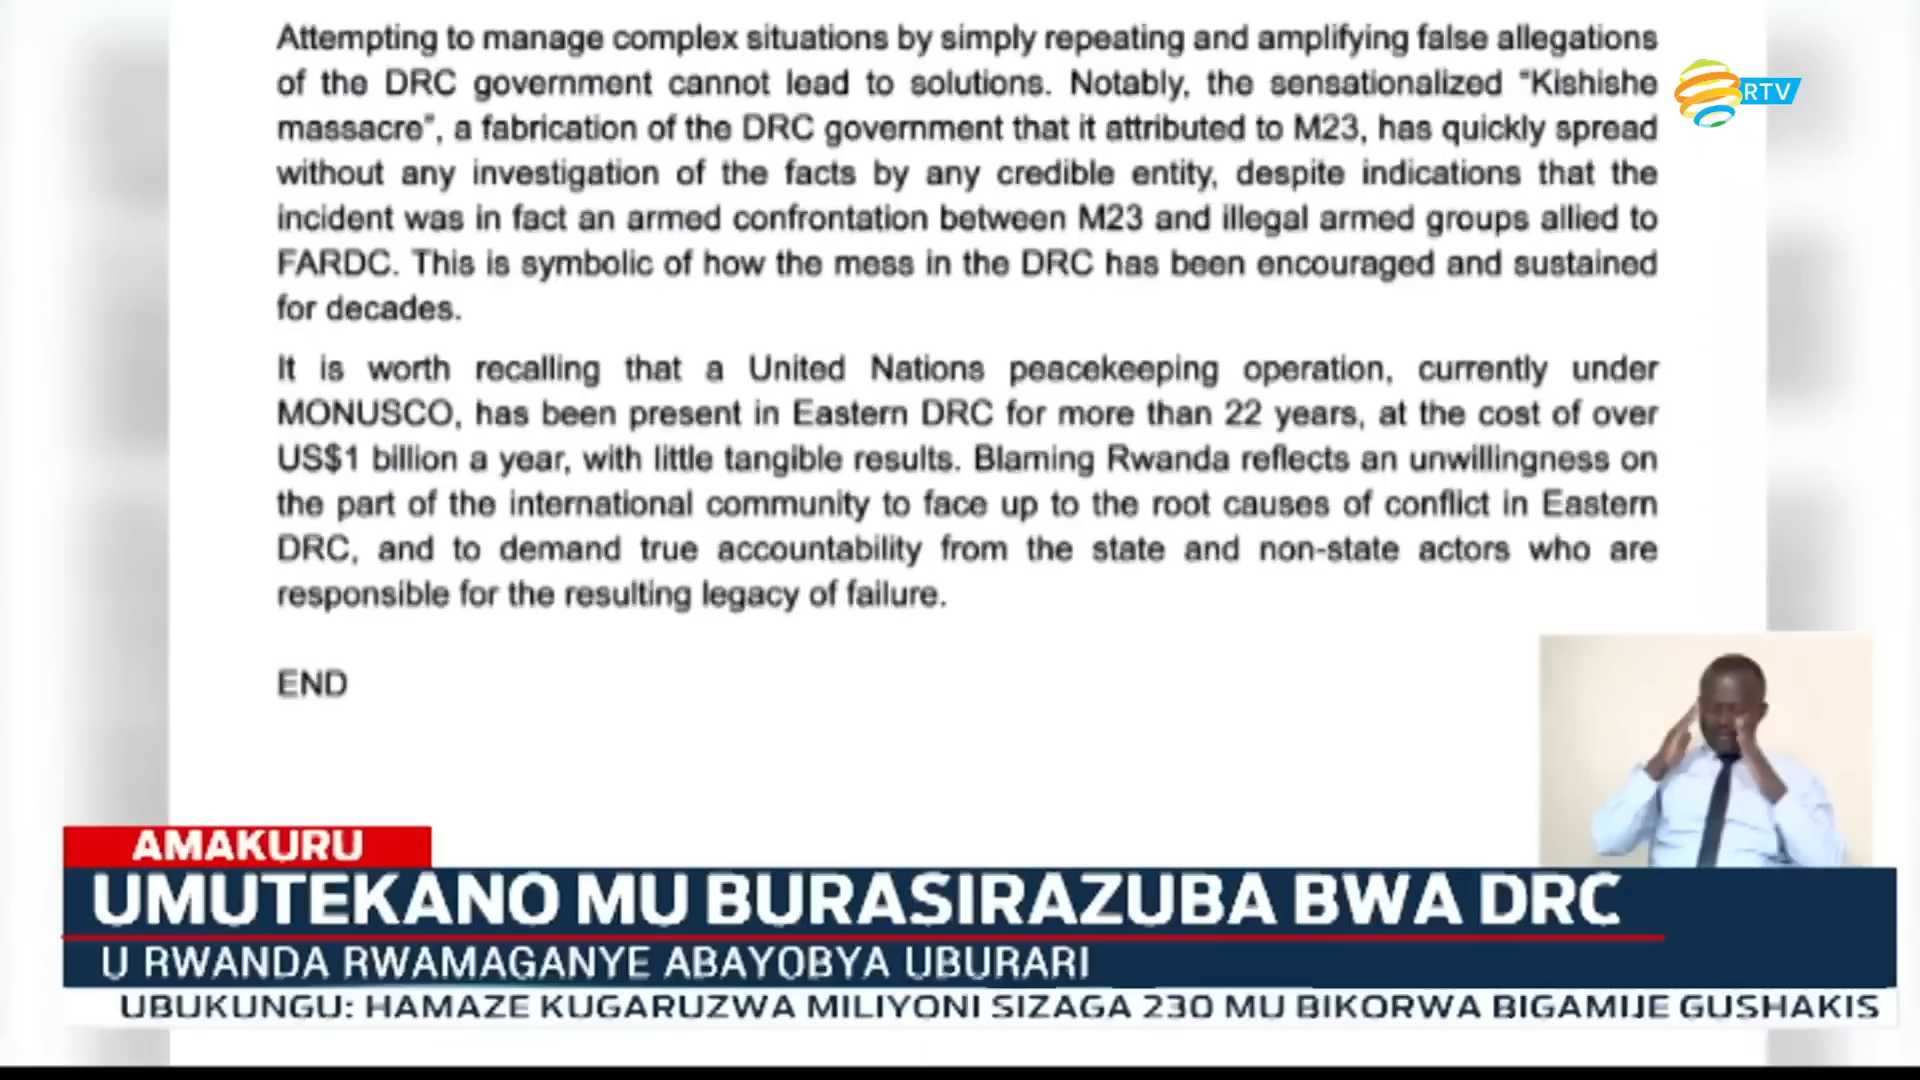 Attempting to manage complex situations by simply repeating and amplifying false allegations
of the DRC government cannot lead to solutions. Notably, the sensationalized "Kishishe
massacre", a fabrication of the DRC government that it attributed to M23, has quickly spread
without any investigation of the facts by any credible entity, despite indications that the
incident was in fact an armed confrontation between M23 and illegal armed groups allied to
FARDC. This is symbolic of how the mess in the DRC has been encouraged and sustained
for decades.
It is worth recalling that a United Nations peacekeeping operation, currently under
MONUSCO, has been present in Eastern DRC for more than 22 years, at the cost of over
US$1 billion a year, with little tangible results. Blaming Rwanda reflects an unwillingness on
the part of the international community to face up to the root causes of conflict in Eastern
DRC, and to demand true accountability from the state and non-state actors who are
responsible for the resulting legacy of failure.
END
RTV
AMAKURU
UMUTEKANO MU BURASIRAZUBA BWA DRC
U RWANDA RWAMAGANYE ABAYOBYA UBURARI
UBUKUNGU: HAMAZE KUGARUZWA MILIYONI SIZAGA 230 MU BIKORWA BIGAMIJE GUSHAKIS